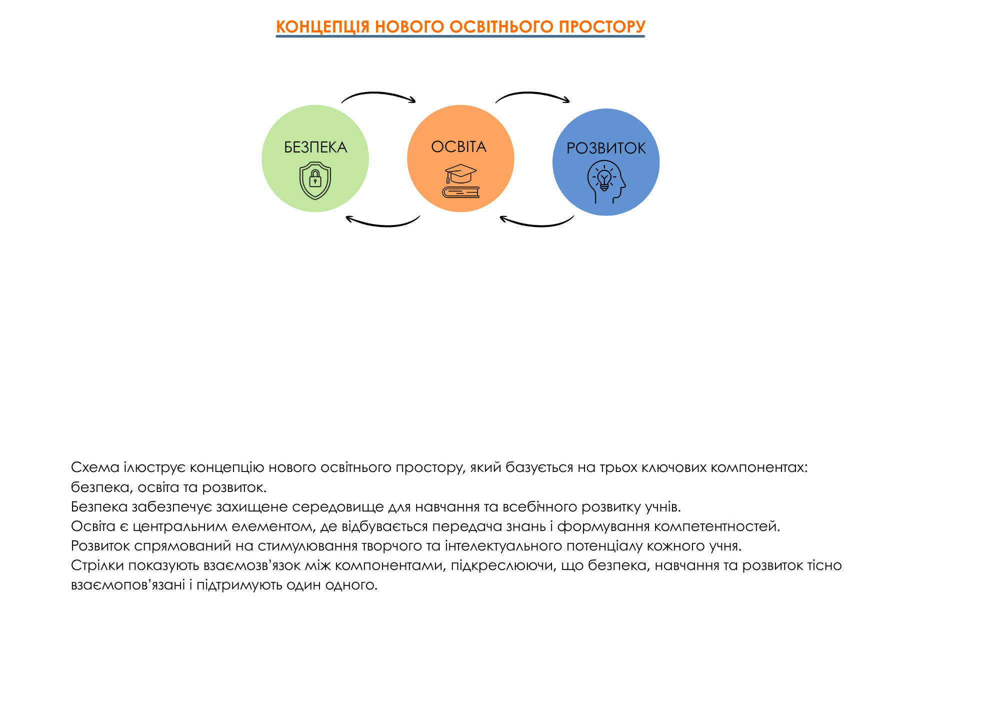 КОНЦЕПЦІЯ НОВОГО ОСВІТНЬОГО ПРОСТОРУ
БЕЗПЕКА
ОСВІТА
РОЗВИТОК
Схема ілюструє концепцію нового освітнього простору, який базується на трьох ключових компонентах:
безпека, освіта та розвиток.
Безпека забезпечує захищене середовище для навчання та всебічного розвитку учнів.
Освіта є центральним елементом, де відбувається передача знань і формування компетентностей.
Розвиток спрямований на стимулювання творчого та інтелектуального потенціалу кожного учня.
Стрілки показують взаємозв’язок між компонентами, підкреслюючи, що безпека, навчання та розвиток тісно
взаємопов’язані і підтримують один одного.